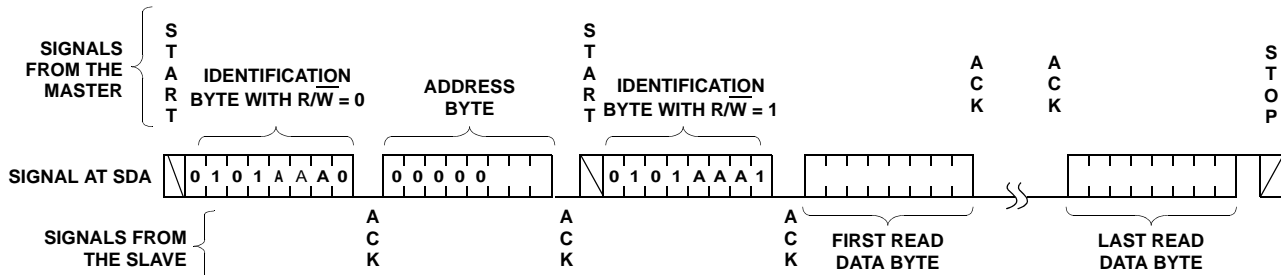 SIGNALS
FROM THE
MASTER
START
IDENTIFICATION
BYTE WITH R/W = 0
ADDRESS
BYTE
START
IDENTIFICATION
BYTE WITH R/W = 1
ACK
ACK
STOP
SIGNAL AT SDA
0 1 0 1 A A A 0
0 0 0 0 0
0 1 0 1 A A A 1
SIGNALS FROM
THE SLAVE
ACK
ACK
ACK
FIRST READ
DATA BYTE
LAST READ
DATA BYTE